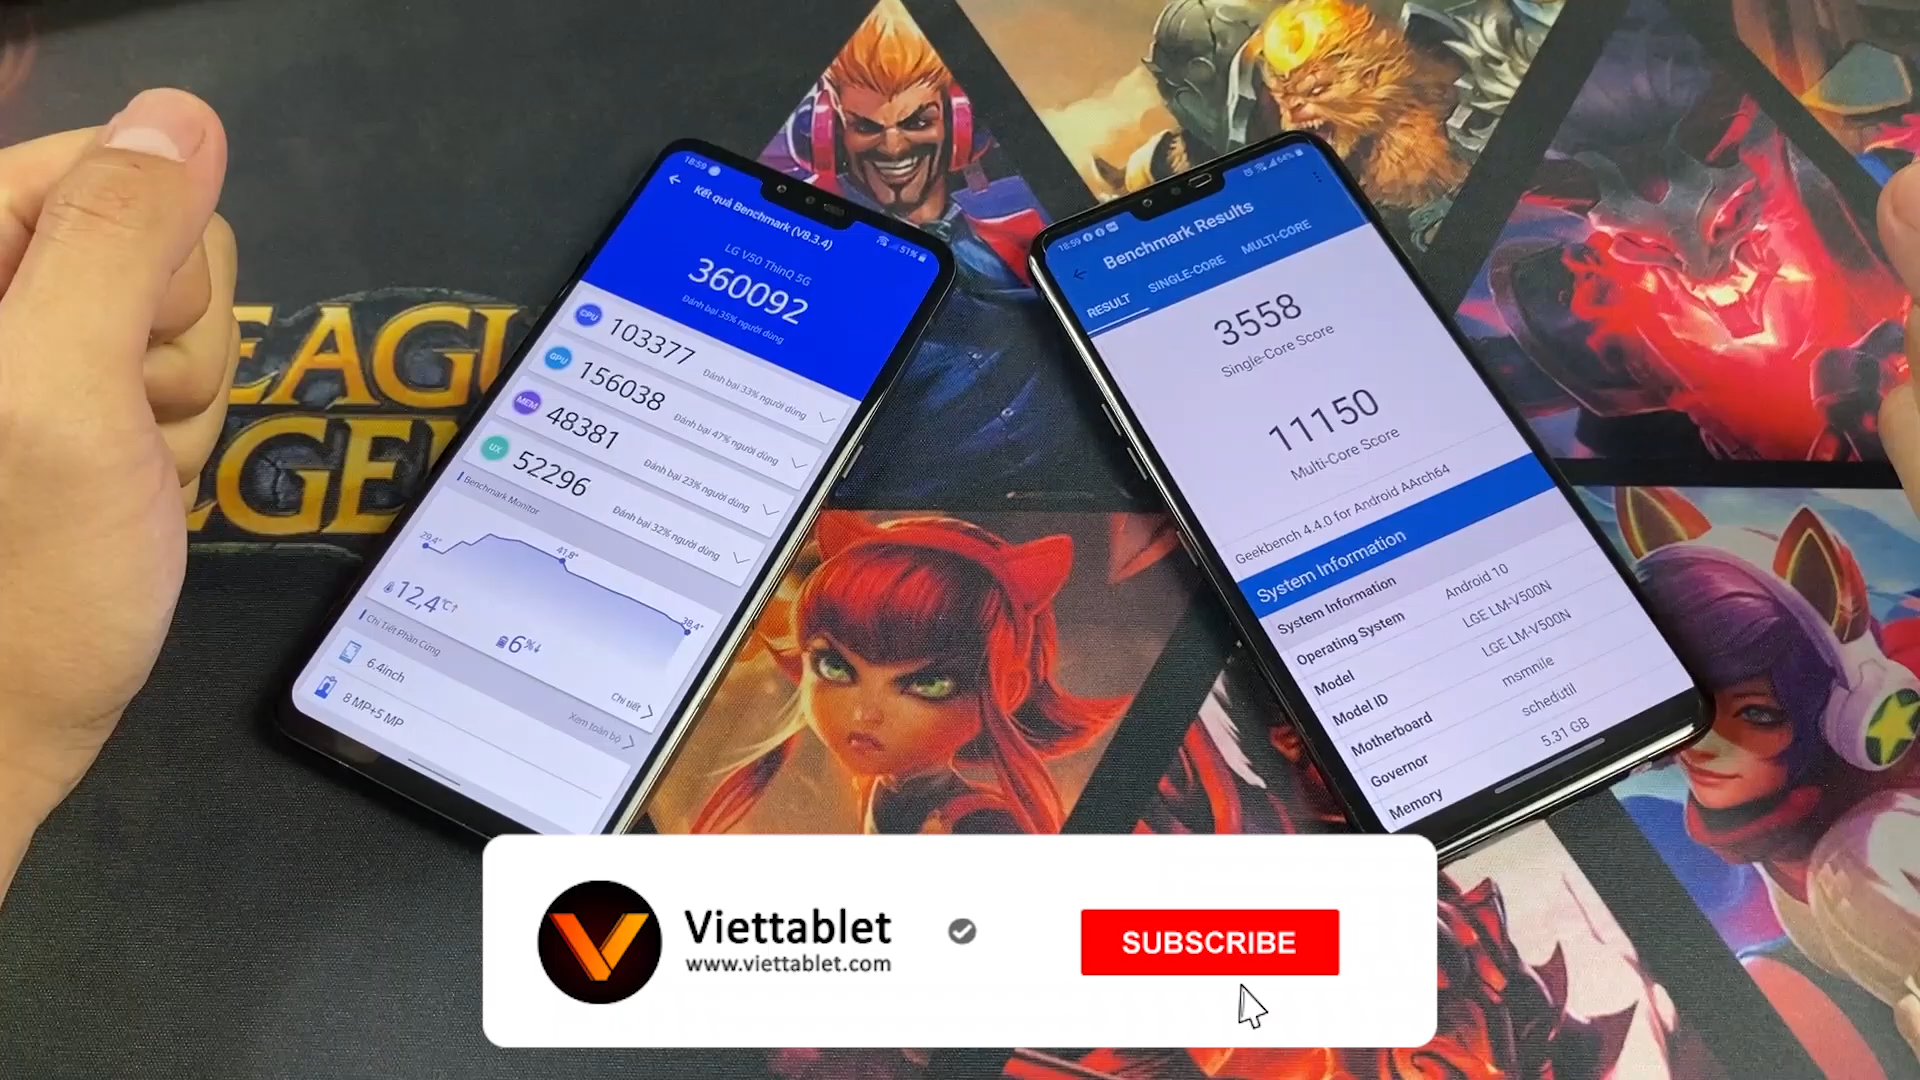 18:59
51%
Kết quả Benchmark (V8.3.4)
LG V50 ThinQ 5G
360092
Đánh bại 35% người dùng
CPU 103377 Đánh bại 33% người dùng
GPU 156038 Đánh bại 47% người dùng
MEM 48381 Đánh bại 23% người dùng
UX 52296 Đánh bại 32% người dùng
Benchmark Monitor
29,4°
41,8°
38,4°
12,4°C↑
6%↓
Chi tiết
Chi Tiết Phần Cứng
Xem toàn bộ
6.4inch
8 MP+5 MP
18:59
64%
Benchmark Results
RESULT SINGLE-CORE MULTI-CORE
3558
Single-Core Score
11150
Multi-Core Score
Geekbench 4.4.0 for Android AArch64
System Information
System Information
Operating System Android 10
Model LGE LM-V500N
Model ID LGE LM-V500N
Motherboard msmnile
Governor schedutil
Memory 5.31 GB
EAGU
GEN
Viettablet
www.viettablet.com
SUBSCRIBE